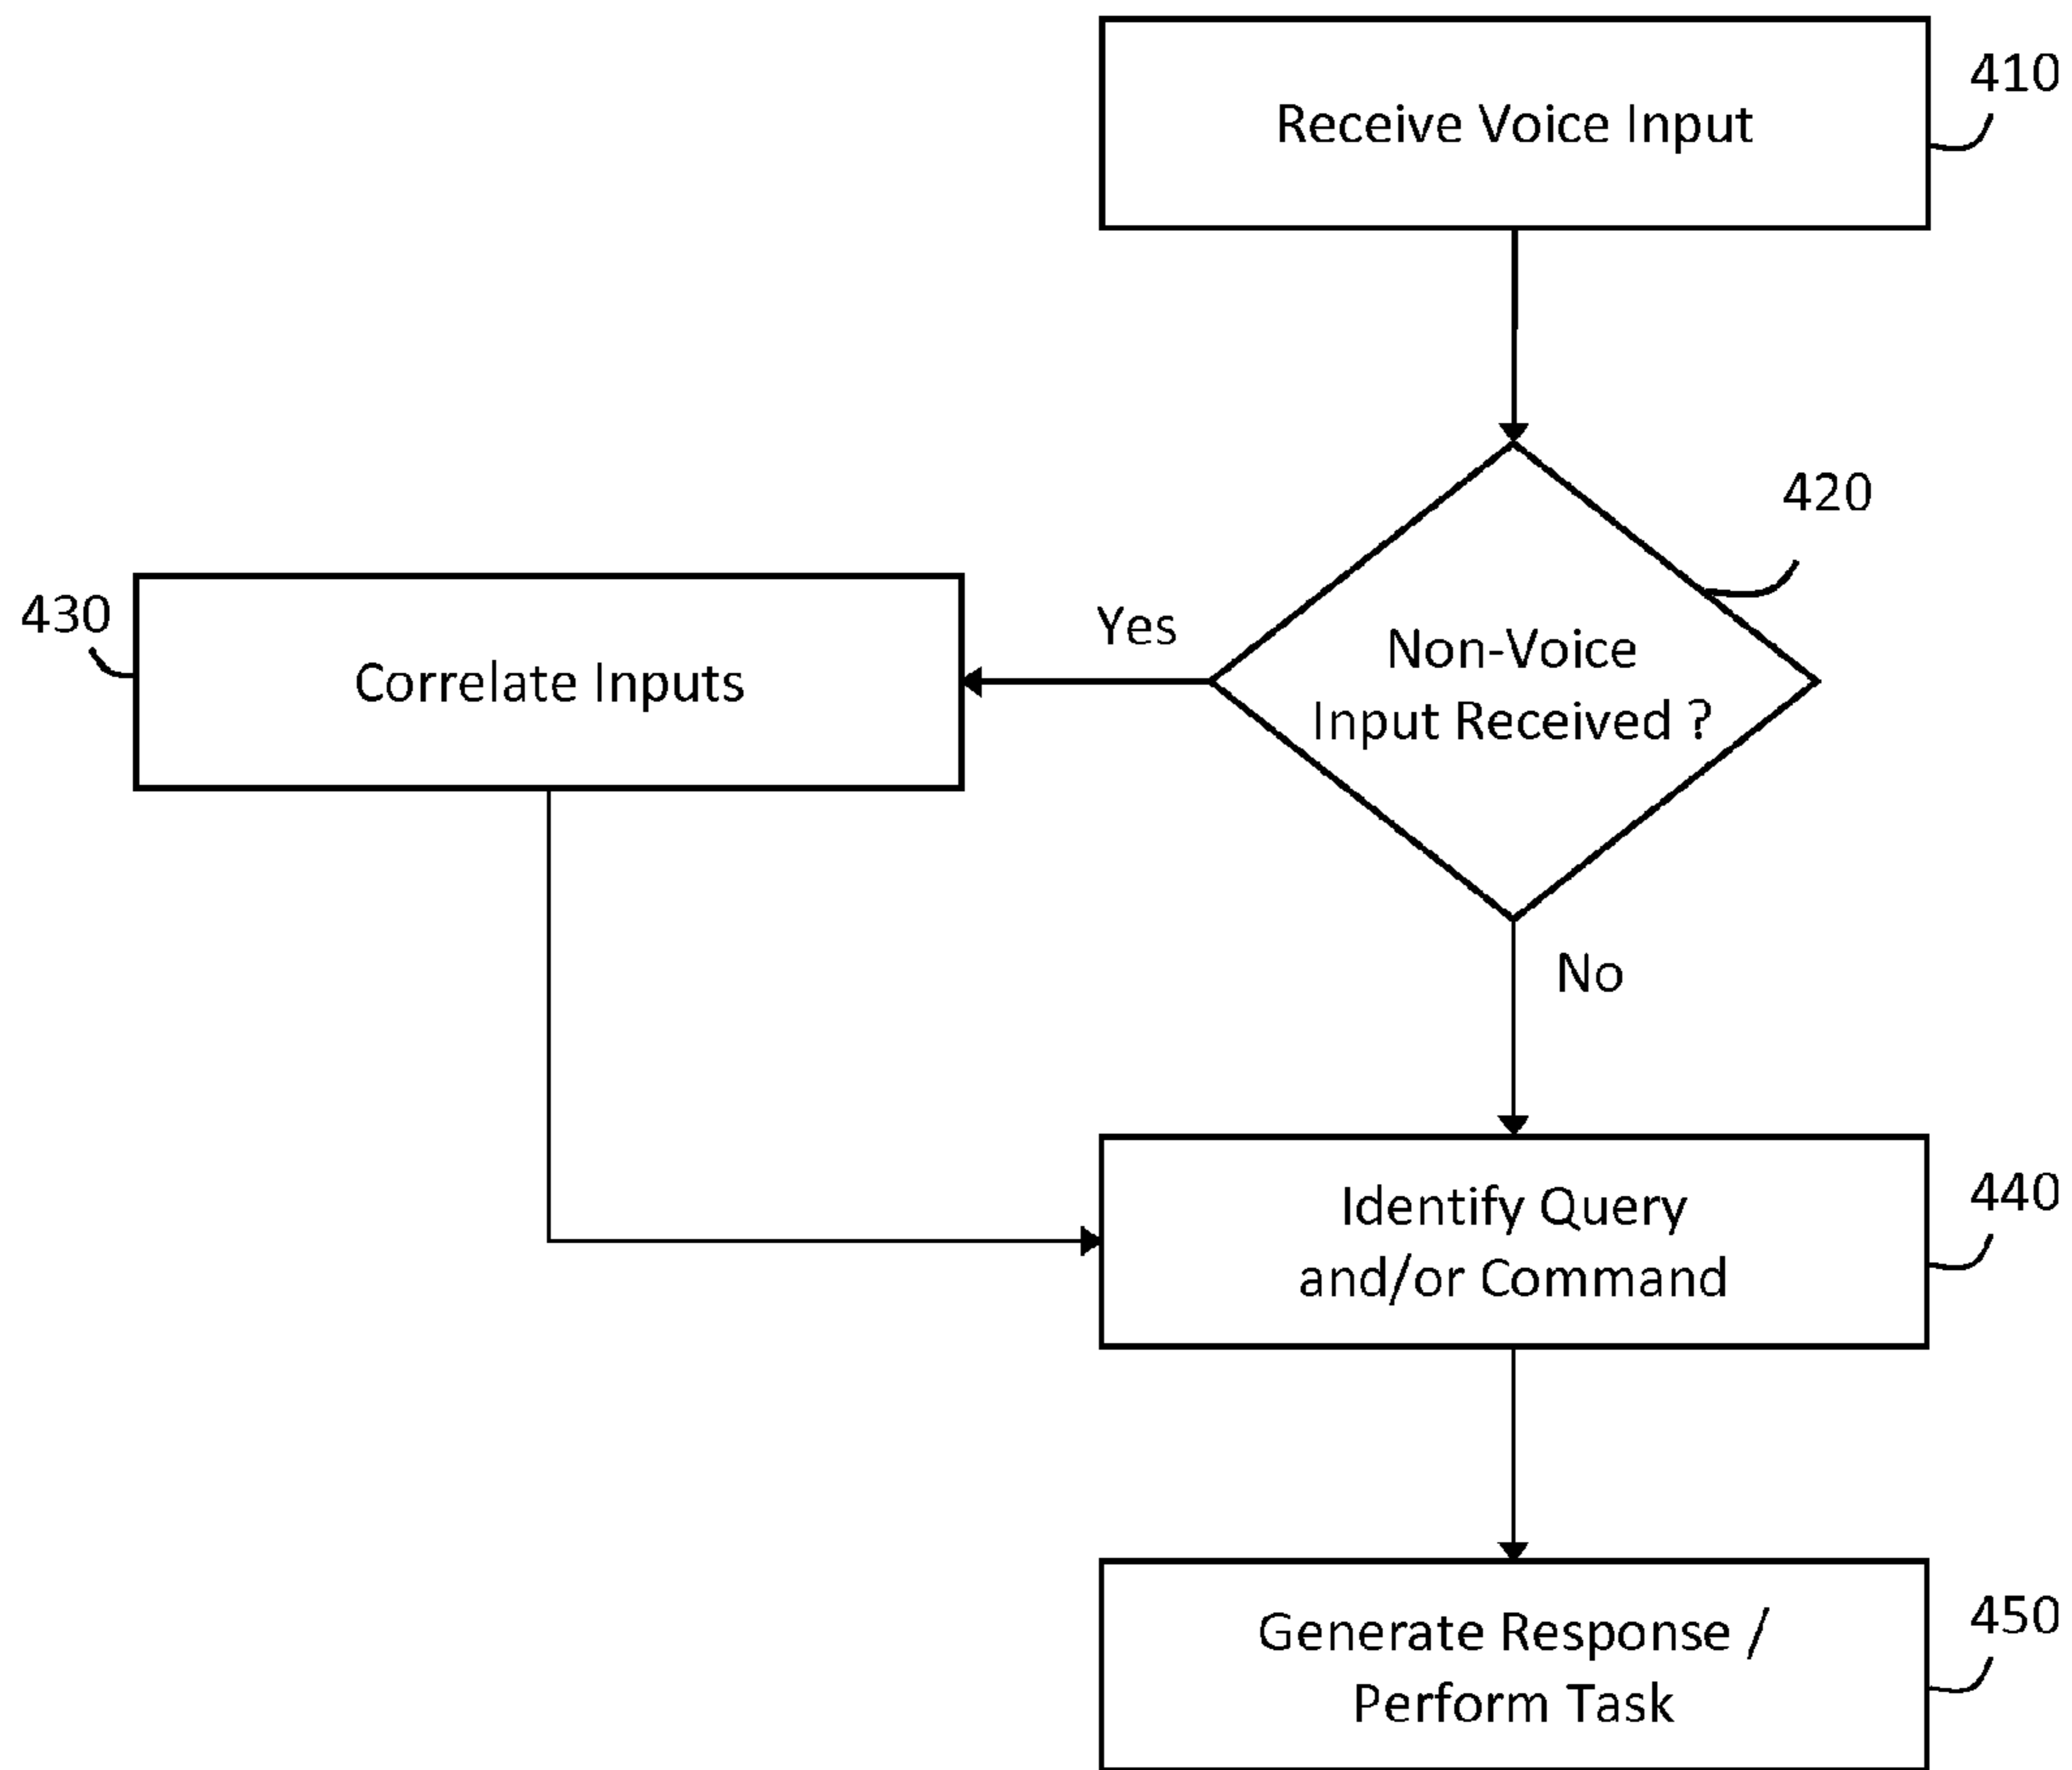 Receive Voice Input
410
420
Non-Voice
Input Received ?
Yes
430
Correlate Inputs
No
Identify Query
and/or Command
440
Generate Response /
Perform Task
450